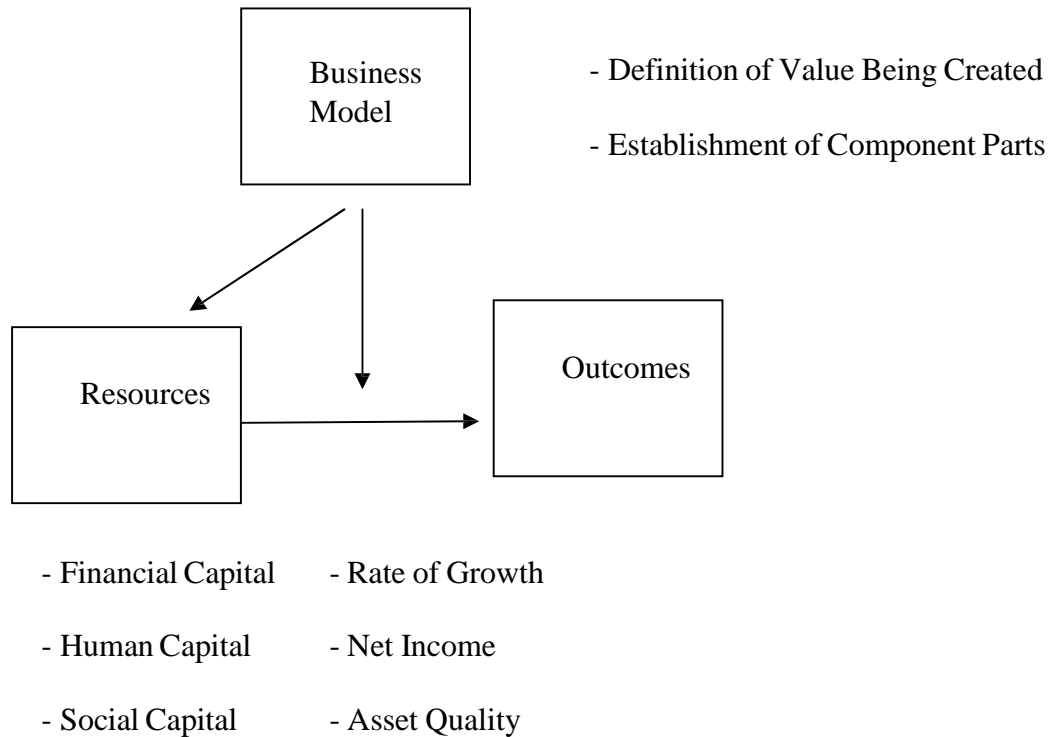 Business
Model
- Definition of Value Being Created
- Establishment of Component Parts
Resources
Outcomes
- Financial Capital
- Rate of Growth
- Human Capital
- Net Income
- Social Capital
- Asset Quality